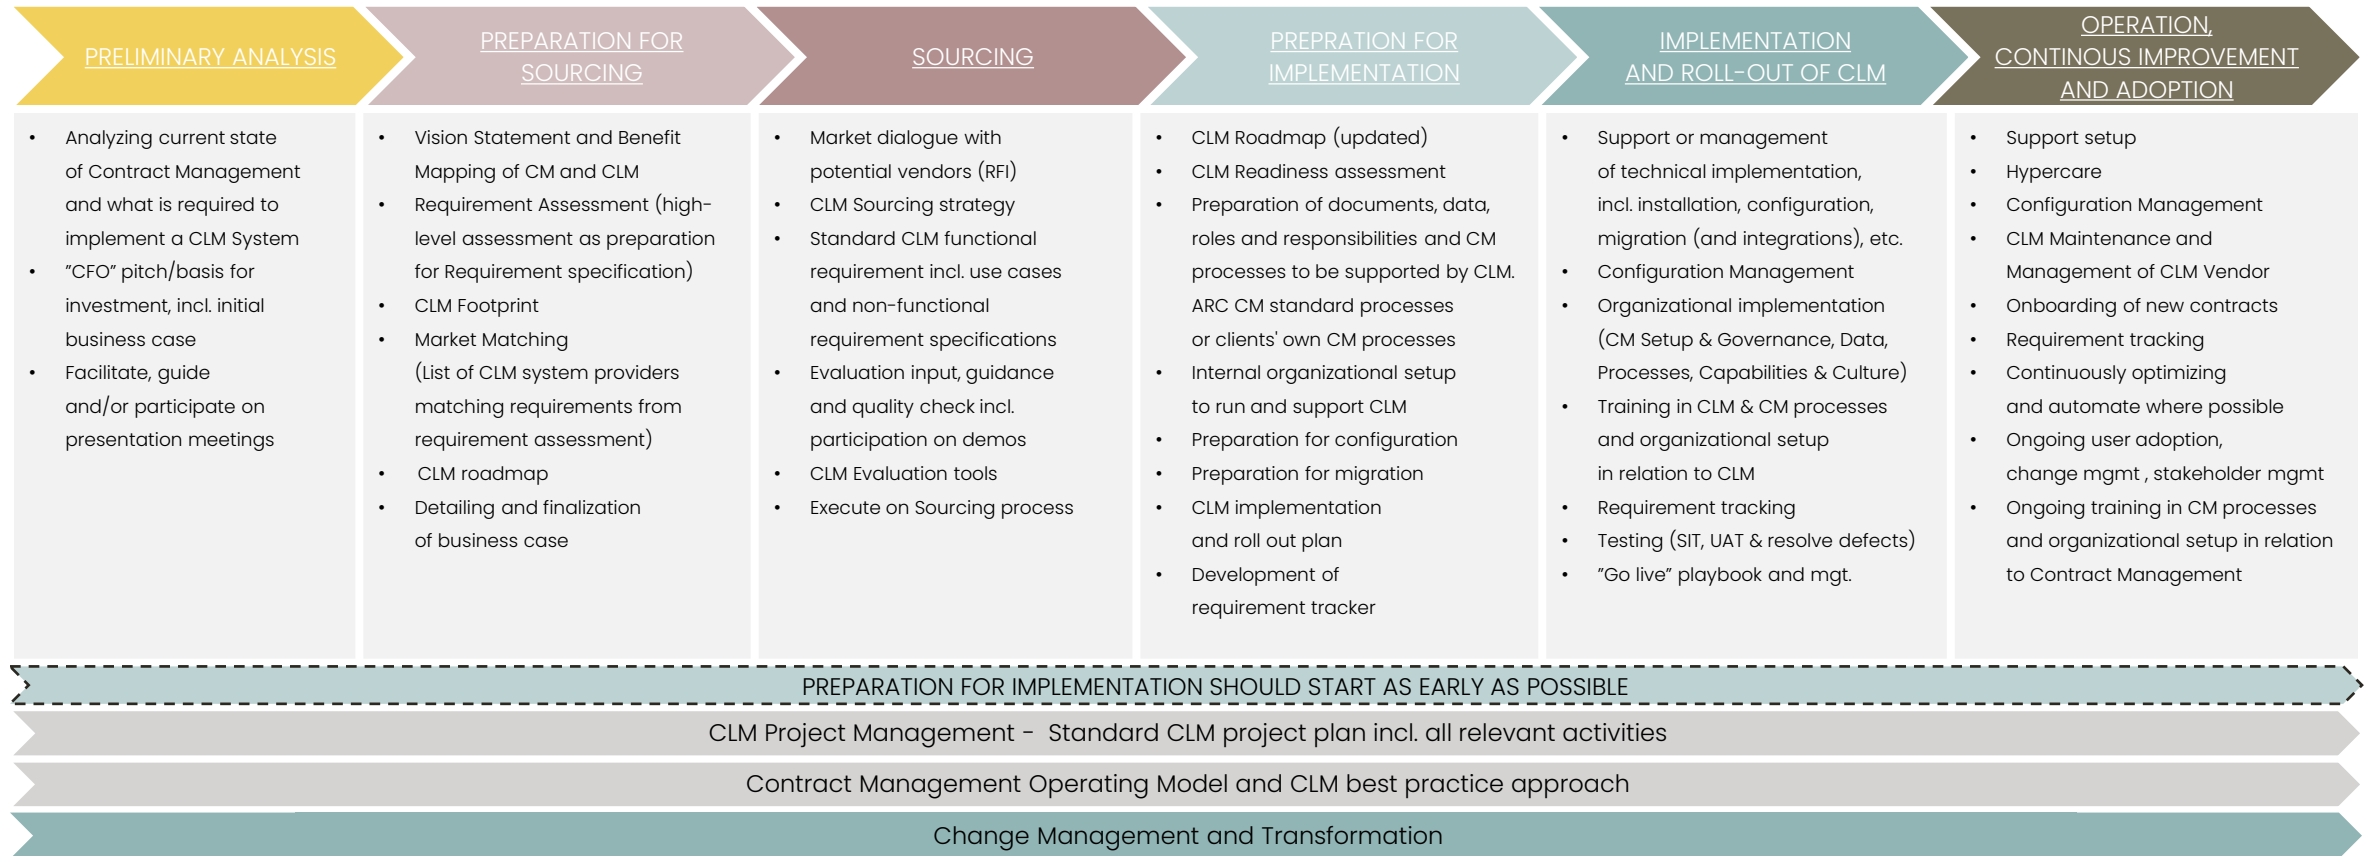 PRELIMINARY ANALYSIS
PREPARATION FOR
SOURCING
SOURCING
PREPRATION FOR
IMPLEMENTATION
IMPLEMENTATION
AND ROLL-OUT OF CLM
OPERATION,
CONTINOUS IMPROVEMENT
AND ADOPTION
• Analyzing current state
of Contract Management
and what is required to
implement a CLM System
• ”CFO” pitch/basis for
investment, incl. initial
business case
• Facilitate, guide
and/or participate on
presentation meetings
• Vision Statement and Benefit
Mapping of CM and CLM
• Requirement Assessment (high-
level assessment as preparation
for Requirement specification)
• CLM Footprint
• Market Matching
(List of CLM system providers
matching requirements from
requirement assessment)
• CLM roadmap
• Detailing and finalization
of business case
• Market dialogue with
potential vendors (RFI)
• CLM Sourcing strategy
• Standard CLM functional
requirement incl. use cases
and non-functional
requirement specifications
• Evaluation input, guidance
and quality check incl.
participation on demos
• CLM Evaluation tools
• Execute on Sourcing process
• CLM Roadmap (updated)
• CLM Readiness assessment
• Preparation of documents, data,
roles and responsibilities and CM
processes to be supported by CLM.
ARC CM standard processes
or clients' own CM processes
• Internal organizational setup
to run and support CLM
• Preparation for configuration
• Preparation for migration
• CLM implementation
and roll out plan
• Development of
requirement tracker
• Support or management
of technical implementation,
incl. installation, configuration,
migration (and integrations), etc.
• Configuration Management
• Organizational implementation
(CM Setup & Governance, Data,
Processes, Capabilities & Culture)
• Training in CLM & CM processes
and organizational setup
in relation to CLM
• Requirement tracking
• Testing (SIT, UAT & resolve defects)
• ”Go live” playbook and mgt.
• Support setup
• Hypercare
• Configuration Management
• CLM Maintenance and
Management of CLM Vendor
• Onboarding of new contracts
• Requirement tracking
• Continuously optimizing
and automate where possible
• Ongoing user adoption,
change mgmt , stakeholder mgmt
• Ongoing training in CM processes
and organizational setup in relation
to Contract Management
PREPARATION FOR IMPLEMENTATION SHOULD START AS EARLY AS POSSIBLE
CLM Project Management - Standard CLM project plan incl. all relevant activities
Contract Management Operating Model and CLM best practice approach
Change Management and Transformation